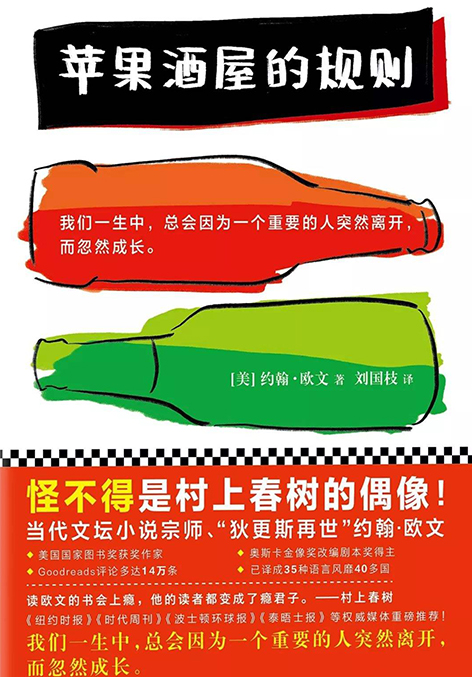 苹果酒屋的规则
我们一生中，总会因为一个重要的人突然离开，
而忽然成长。
[美] 约翰·欧文 著 刘国枝 译
怪不得是村上春树的偶像！
当代文坛小说宗师、“狄更斯再世”约翰·欧文
◆ 美国国家图书奖获奖作家 ◆ 奥斯卡金像奖改编剧本奖得主
◆ Goodreads评论多达14万条 ◆ 已译成35种语言风靡40多国
读欧文的书会上瘾，他的读者都变成了瘾君子。——村上春树
《纽约时报》《时代周刊》《波士顿环球报》《泰晤士报》等权威媒体重磅推荐！
我们一生中，总会因为一个重要的人突然离开，
而忽然成长。